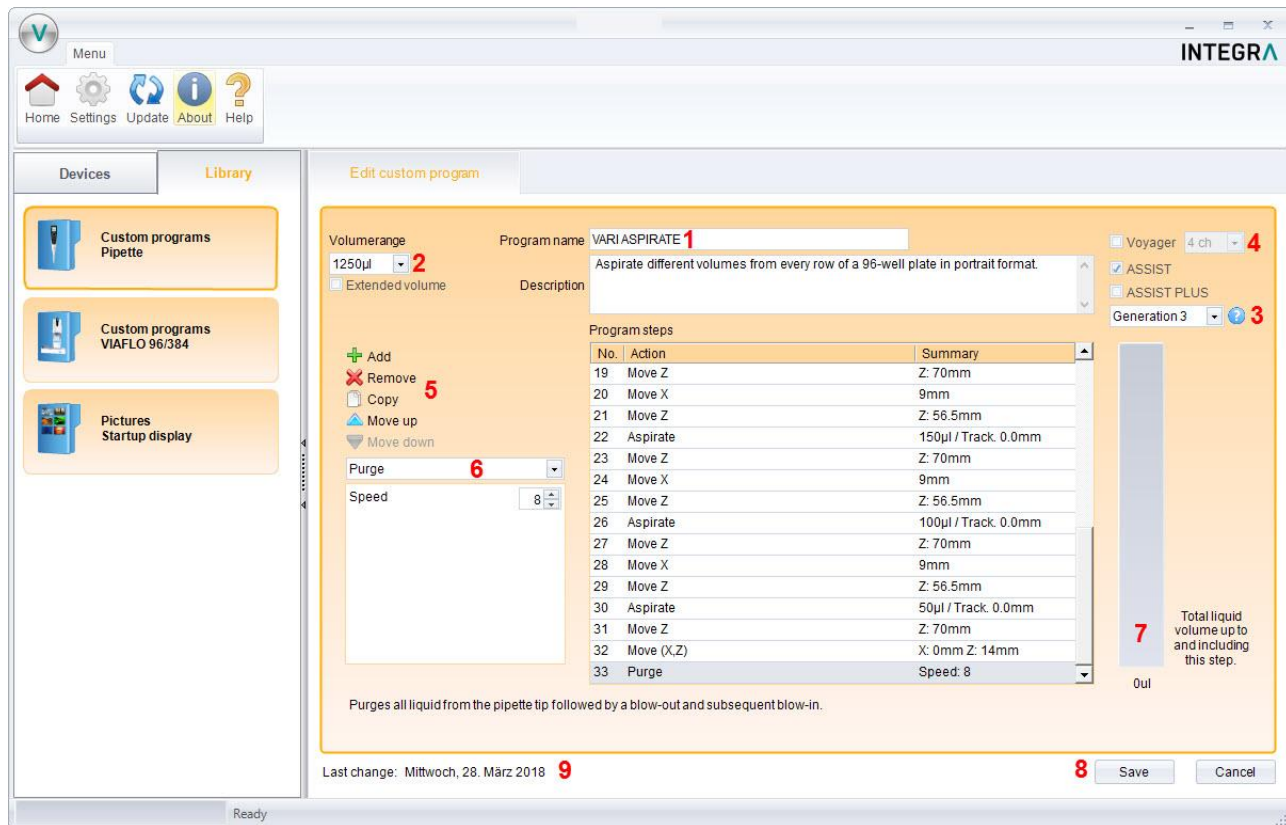 V
Menu
INTEGRA
Home Settings Update About Help
Devices Library
Custom programs
Pipette
Custom programs
VIAFLO 96/384
Pictures
Startup display
Edit custom program
Volumerange
1250µl 2
Extended volume
Program name VARI ASPIRATE 1
Description Aspirate different volumes from every row of a 96-well plate in portrait format.
Voyager 4 ch 4
ASSIST
ASSIST PLUS
Generation 3 ? 3
Add
Remove
Copy
5
Move up
Move down
Purge 6
Speed 8
Program steps
No. Action Summary
19 Move Z Z: 70mm
20 Move X 9mm
21 Move Z Z: 56.5mm
22 Aspirate 150µl / Track. 0.0mm
23 Move Z Z: 70mm
24 Move X 9mm
25 Move Z Z: 56.5mm
26 Aspirate 100µl / Track. 0.0mm
27 Move Z Z: 70mm
28 Move X 9mm
29 Move Z Z: 56.5mm
30 Aspirate 50µl / Track. 0.0mm
31 Move Z Z: 70mm
32 Move (X,Z) X: 0mm Z: 14mm
33 Purge Speed: 8
7
0ul
Total liquid
volume up to
and including
this step.
Purges all liquid from the pipette tip followed by a blow-out and subsequent blow-in.
Last change: Mittwoch, 28. März 2018 9
8 Save Cancel
Ready